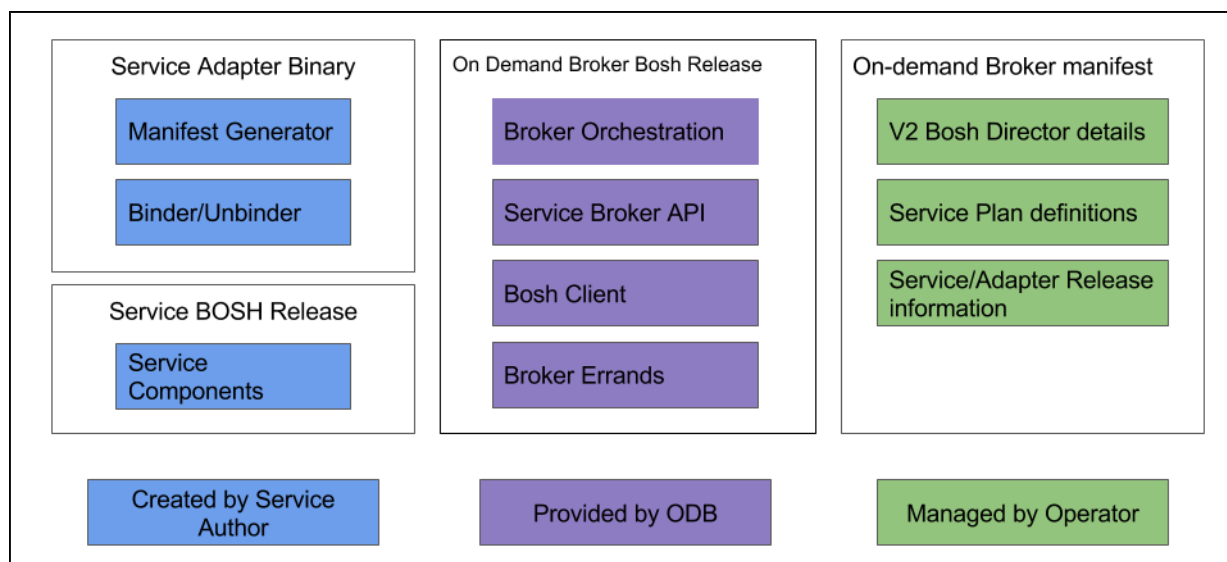 Service Adapter Binary
Manifest Generator
Binder/Unbinder
Service BOSH Release
Service
Components
On Demand Broker Bosh Release
Broker Orchestration
Service Broker API
Bosh Client
Broker Errands
On-demand Broker manifest
V2 Bosh Director details
Service Plan definitions
Service/Adapter Release
information
Created by Service
Author
Provided by ODB
Managed by Operator